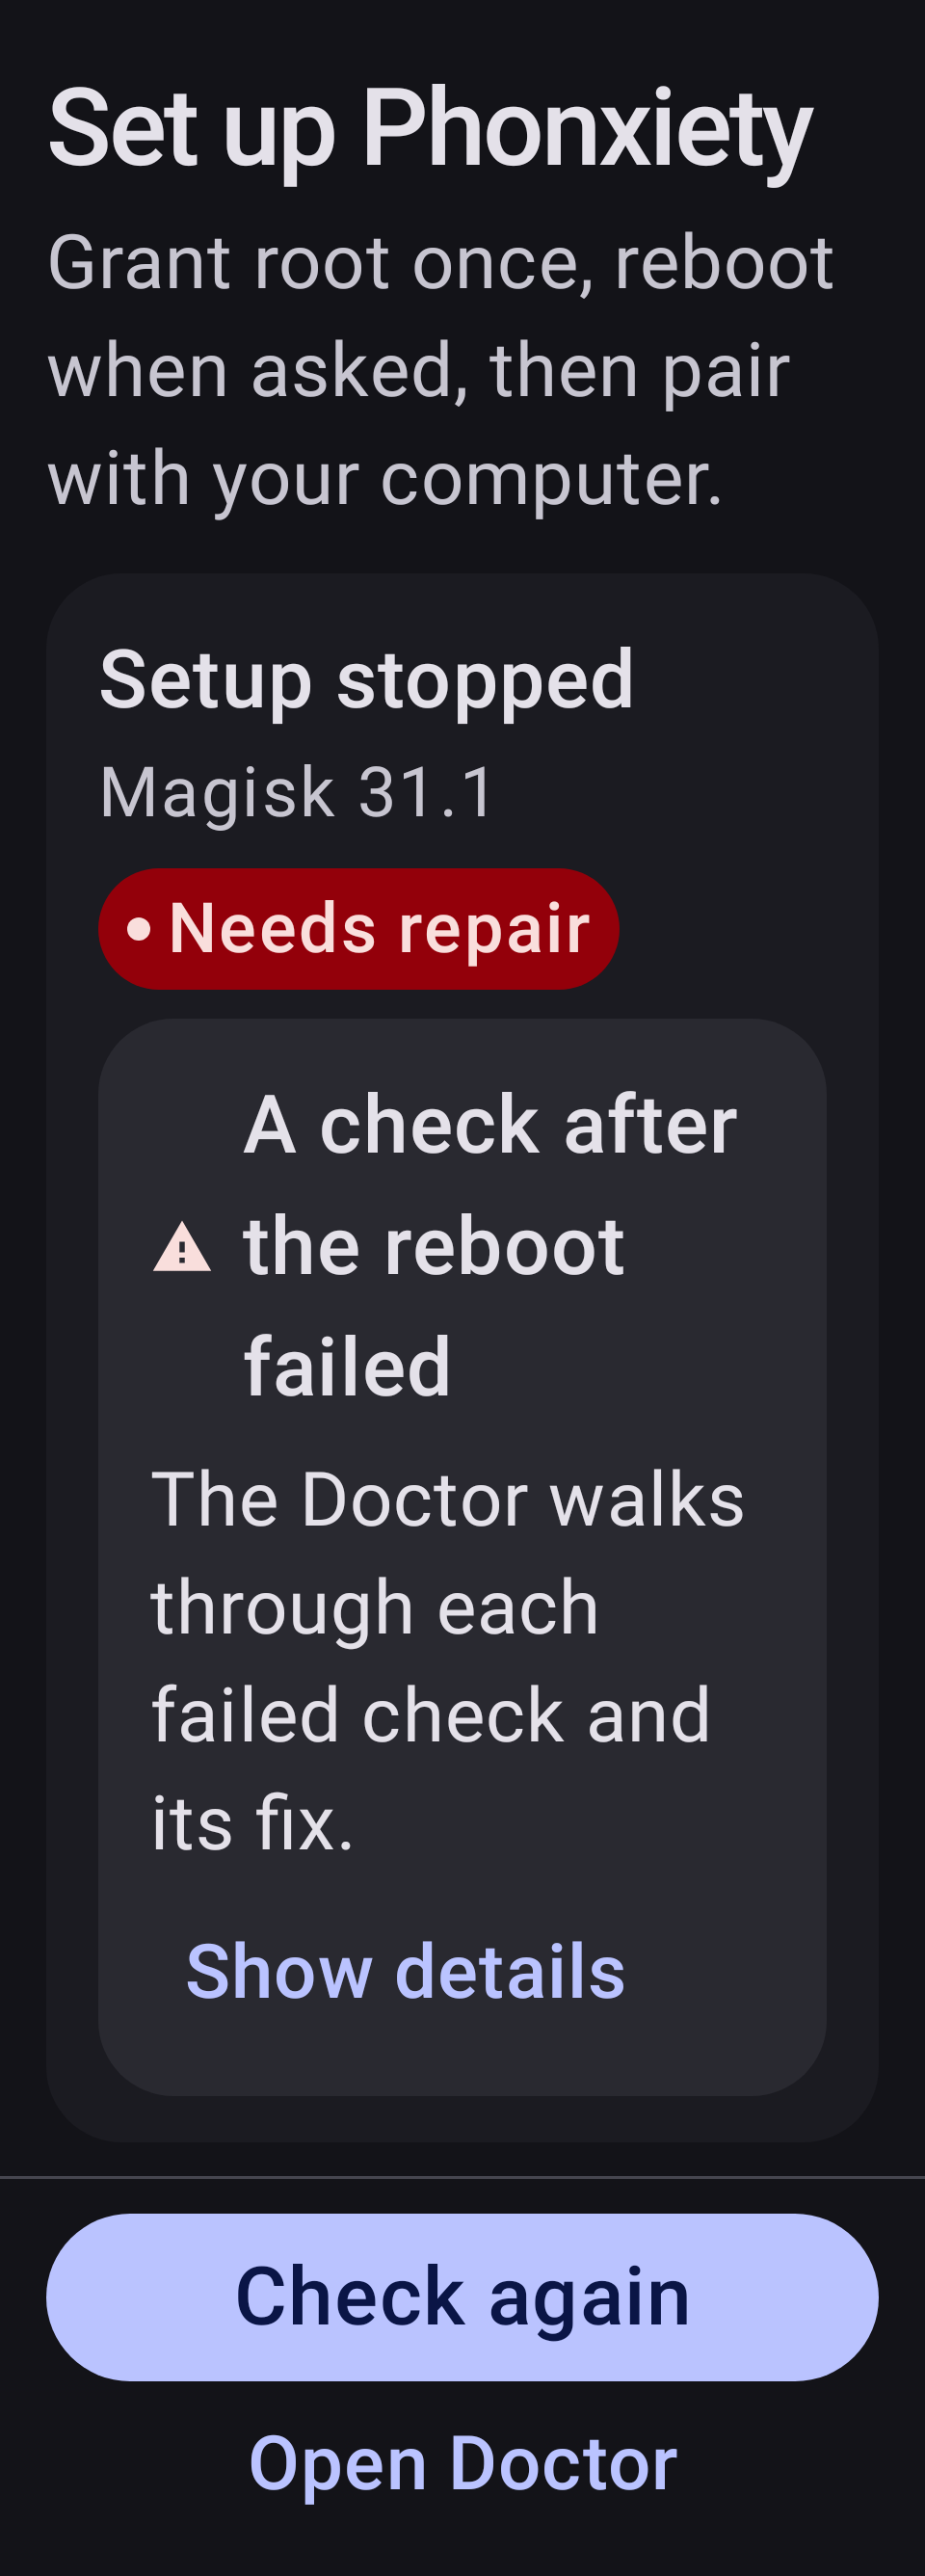 Set up Phonxiety
Grant root once, reboot
when asked, then pair
with your computer.
Setup stopped
Magisk 31.1
Needs repair
A check after
the reboot
failed
The Doctor walks
through each
failed check and
its fix.
Show details
Check again
Open Doctor